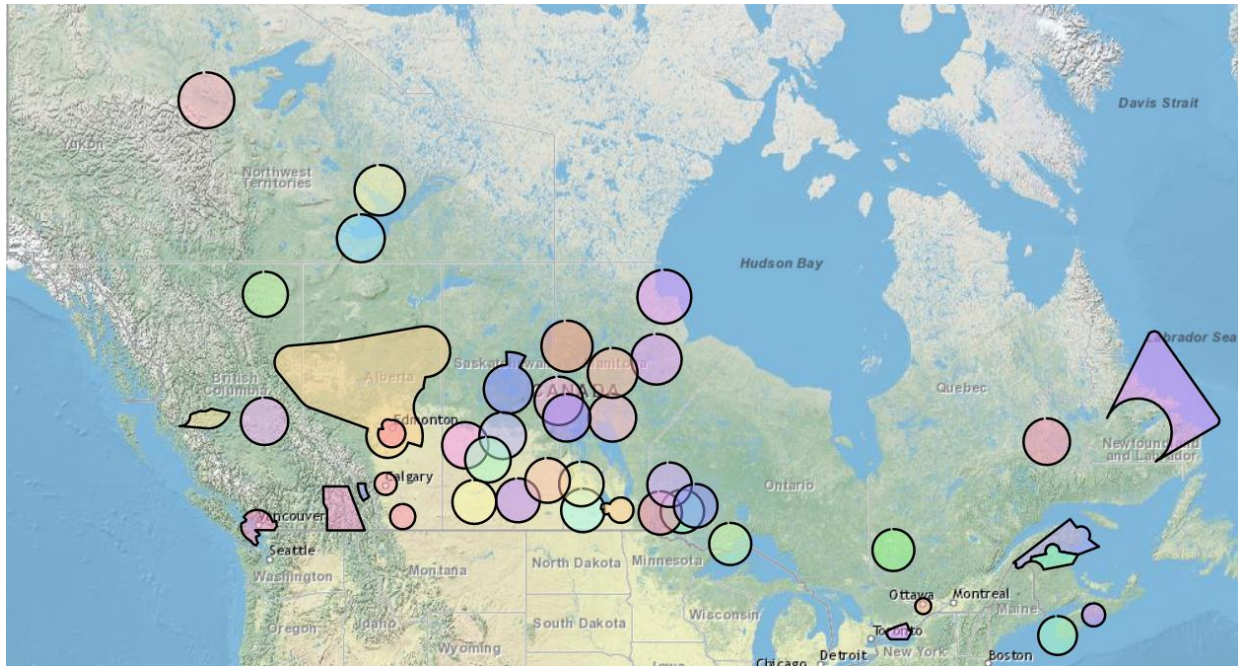 Davis Strait
Yukon
Northwest
Territories
Hudson Bay
Labrador Sea
British
Columbia
Alberta
Saskatchewan
Manitoba
CANADA
Quebec
Edmonton
Newfoundland
and Labrador
Calgary
Ontario
Vancouver
Seattle
Washington
Montana
North Dakota
Minnesota
Ottawa
Montreal
Maine
Oregon
Idaho
South Dakota
Wisconsin
Toronto
New York
Wyoming
Iowa
Chicago
Detroit
Boston